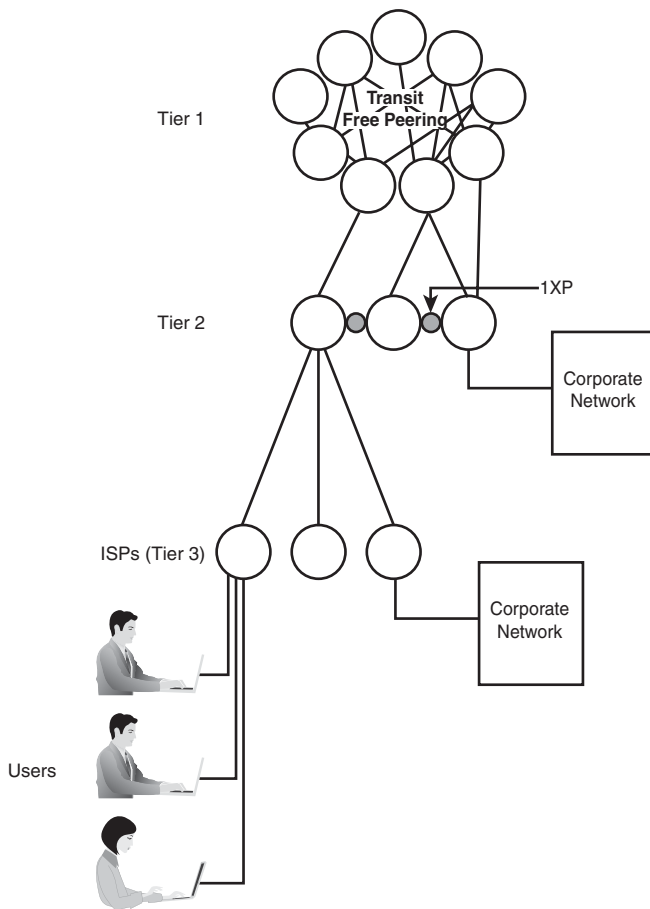 Transit
Free Peering
Tier 1
1XP
Tier 2
Corporate
Network
ISPs (Tier 3)
Corporate
Network
Users